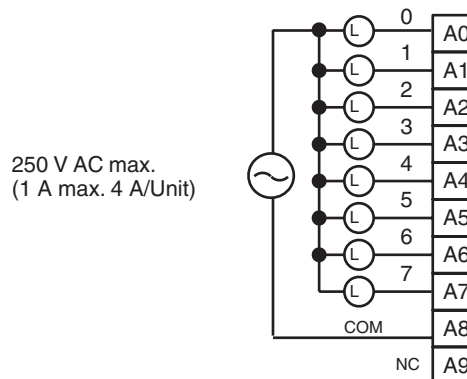 250 V AC max.
(1 A max. 4 A/Unit)
L 0 A0
L 1 A1
L 2 A2
L 3 A3
L 4 A4
L 5 A5
L 6 A6
L 7 A7
COM A8
NC A9